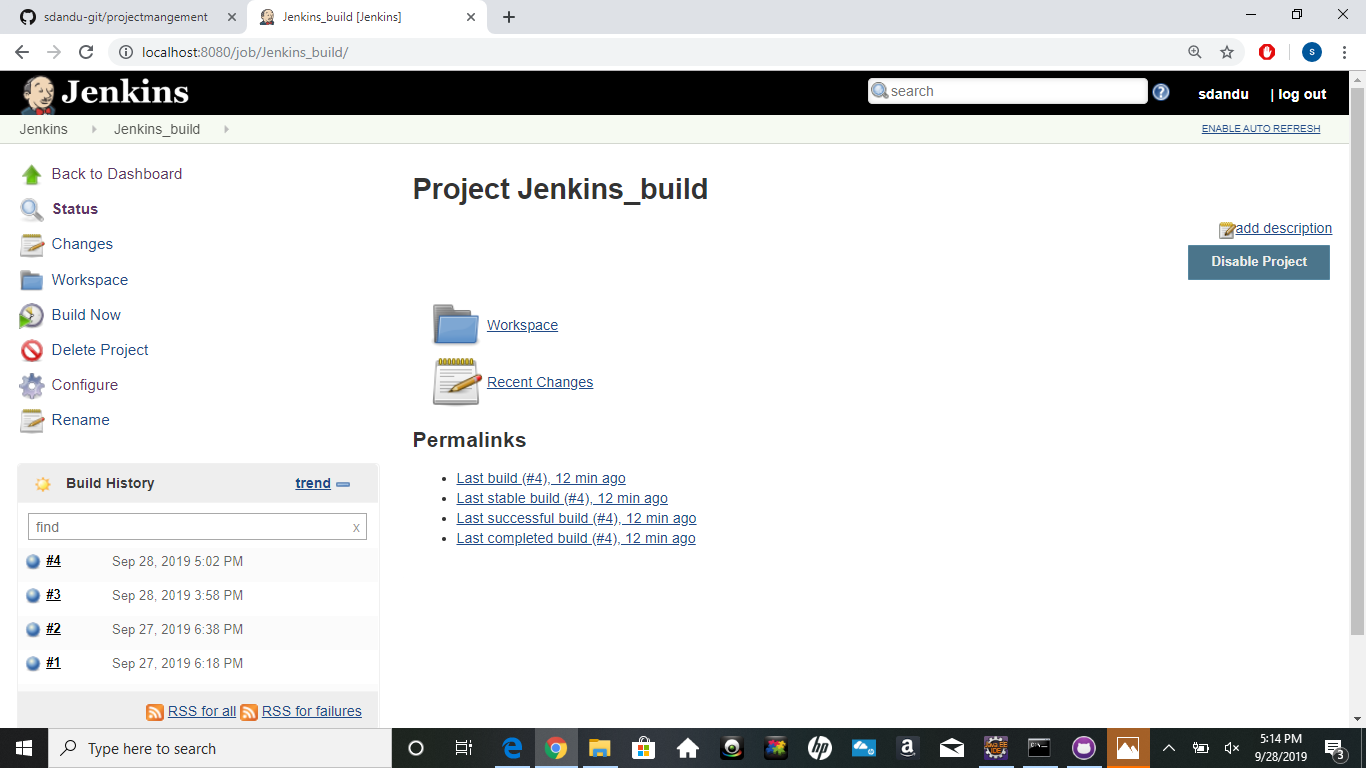 sdandu-git/projectmangement
Jenkins_build [Jenkins]
localhost:8080/job/Jenkins_build/
S
Jenkins
search
sdandu
| log out
Jenkins
Jenkins_build
ENABLE AUTO REFRESH
Back to Dashboard
Status
Changes
Workspace
Build Now
Delete Project
Configure
Rename
Project Jenkins_build
add description
Disable Project
Workspace
Recent Changes
Permalinks
Last build (#4), 12 min ago
Last stable build (#4), 12 min ago
Last successful build (#4), 12 min ago
Last completed build (#4), 12 min ago
Build History
trend
find
x
#4 Sep 28, 2019 5:02 PM
#3 Sep 28, 2019 3:58 PM
#2 Sep 27, 2019 6:38 PM
#1 Sep 27, 2019 6:18 PM
RSS for all
RSS for failures
Type here to search
hp
a
5:14 PM
9/28/2019
3